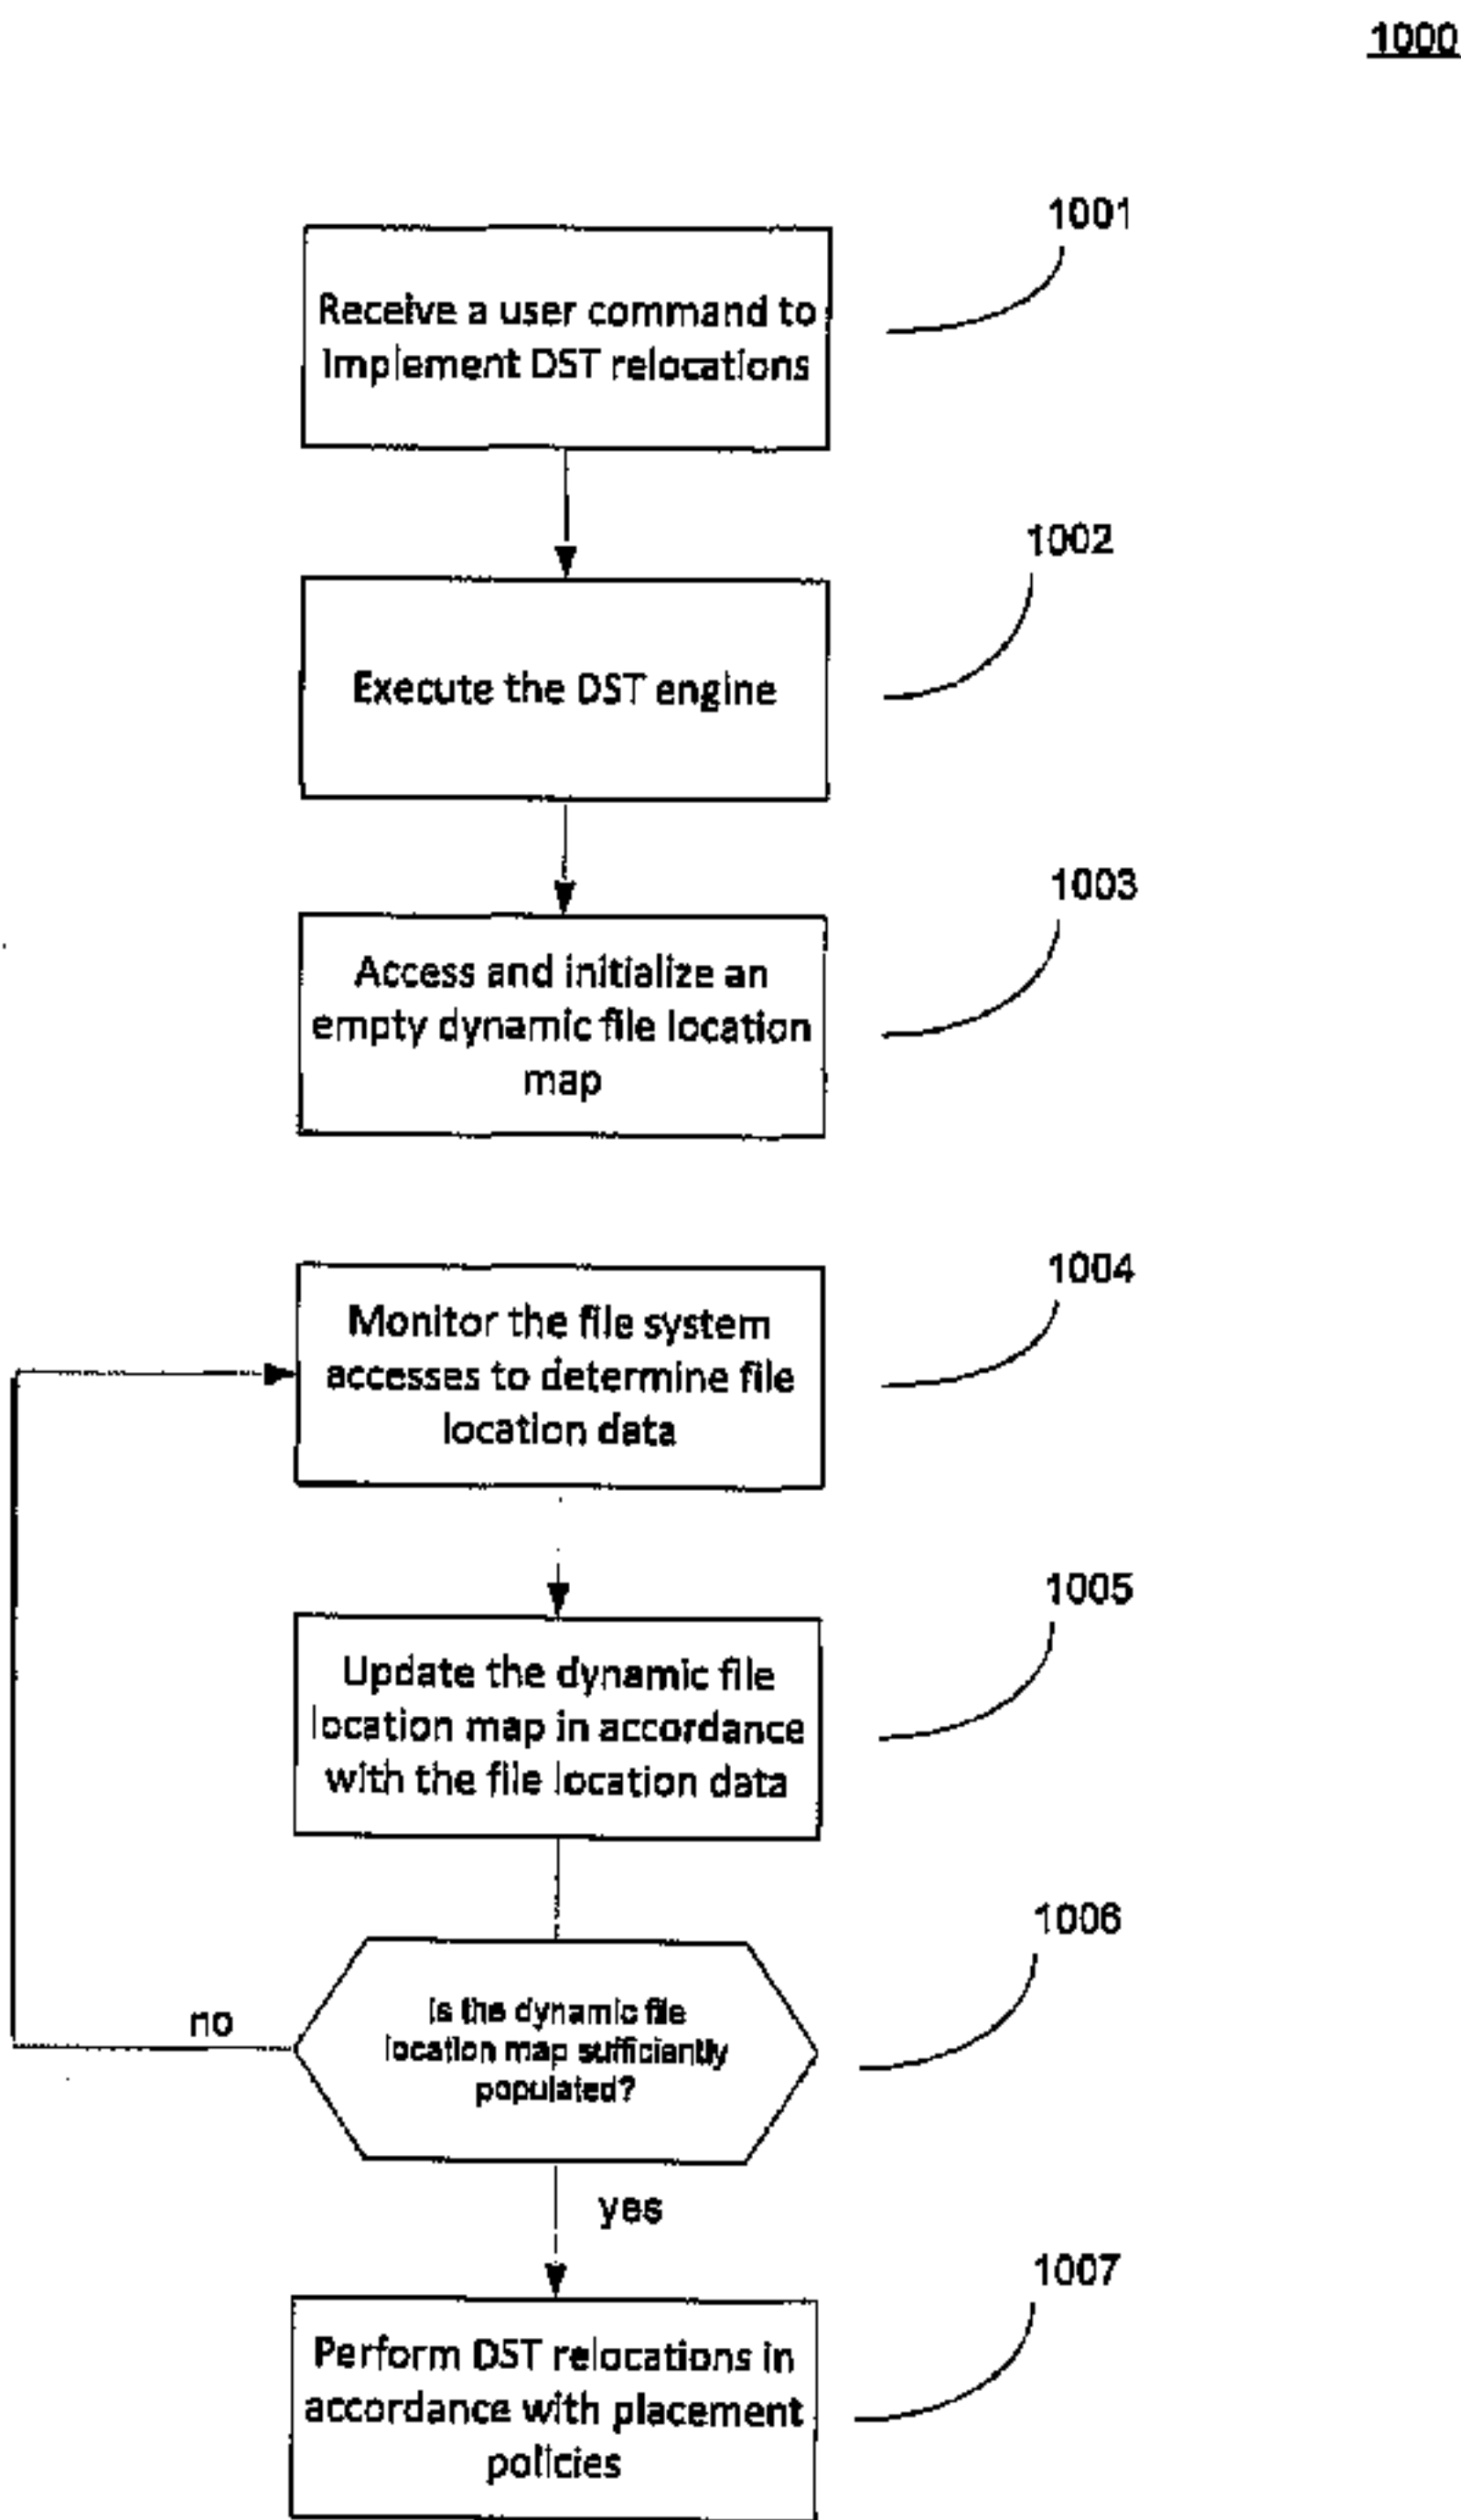 1000
1001
Receive a user command to
implement DST relocations
1002
Execute the DST engine
1003
Access and initialize an
empty dynamic file location
map
1004
Monitor the file system
accesses to determine file
location data
1005
Update the dynamic file
location map in accordance
with the file location data
1006
Is the dynamic file
location map sufficiently
populated?
no
yes
1007
Perform DST relocations in
accordance with placement
policies